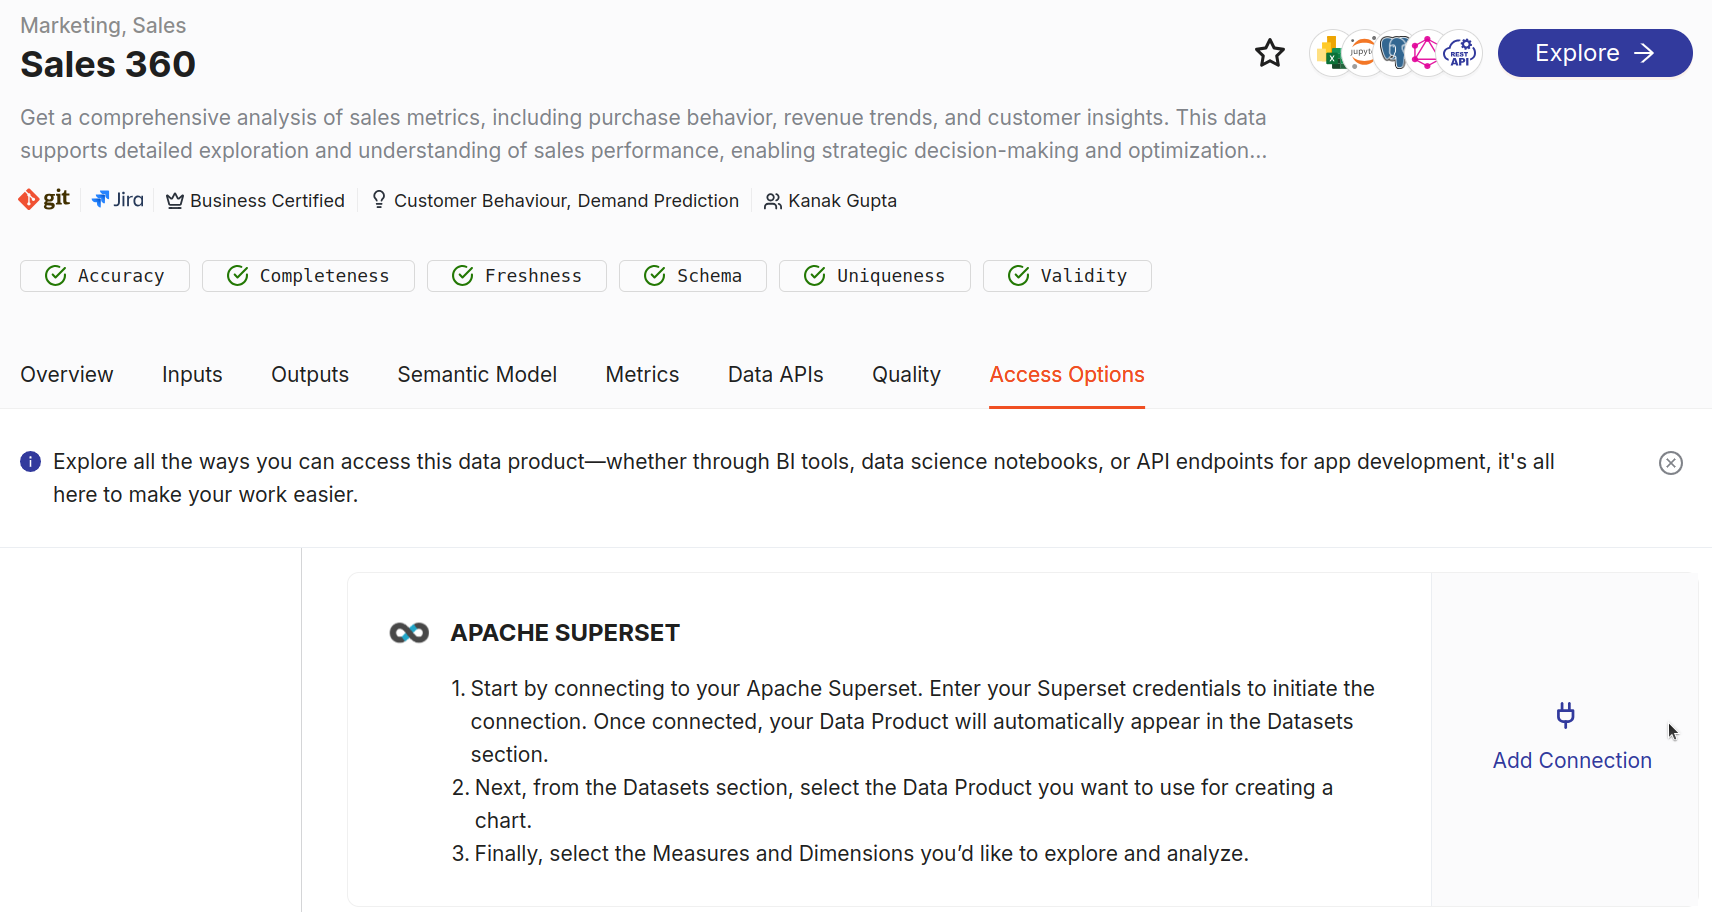 Marketing, Sales
Sales 360
Get a comprehensive analysis of sales metrics, including purchase behavior, revenue trends, and customer insights. This data
supports detailed exploration and understanding of sales performance, enabling strategic decision-making and optimization...
REST
API
Explore
git Jira Business Certified Customer Behaviour, Demand Prediction Kanak Gupta
Accuracy Completeness Freshness Schema Uniqueness Validity
Overview Inputs Outputs Semantic Model Metrics Data APIs Quality Access Options
Explore all the ways you can access this data product—whether through BI tools, data science notebooks, or API endpoints for app development, it's all
here to make your work easier.
APACHE SUPERSET
1. Start by connecting to your Apache Superset. Enter your Superset credentials to initiate the
connection. Once connected, your Data Product will automatically appear in the Datasets
section.
2. Next, from the Datasets section, select the Data Product you want to use for creating a
chart.
3. Finally, select the Measures and Dimensions you’d like to explore and analyze.
Add Connection